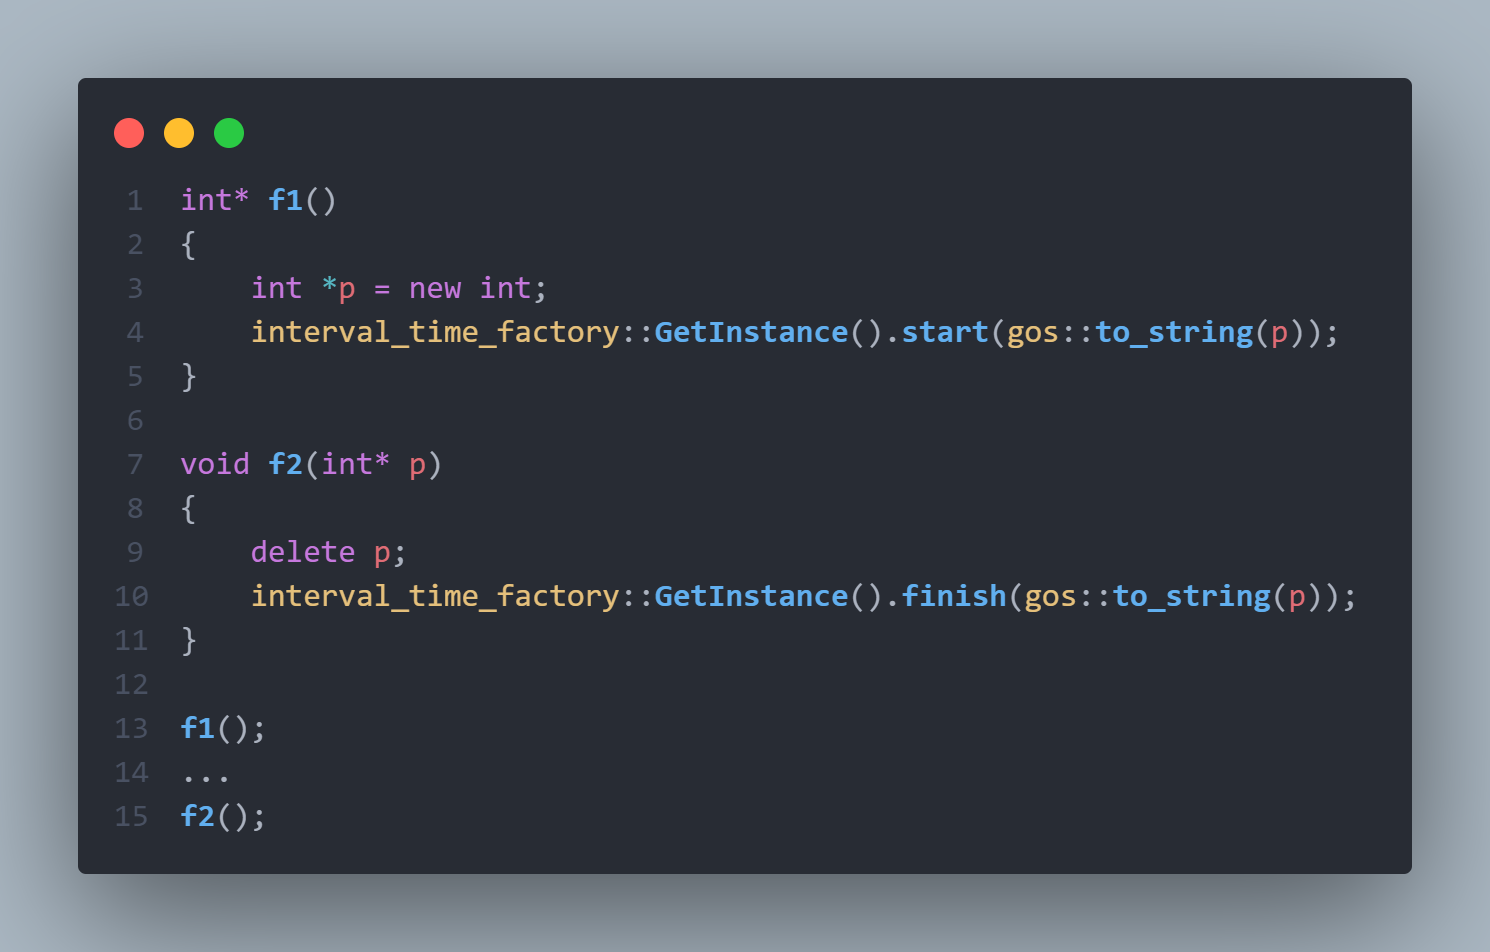 1 int* f1()
2 {
3     int *p = new int;
4     interval_time_factory::GetInstance().start(gos::to_string(p));
5 }
6
7 void f2(int* p)
8 {
9     delete p;
10     interval_time_factory::GetInstance().finish(gos::to_string(p));
11 }
12
13 f1();
14 ...
15 f2();